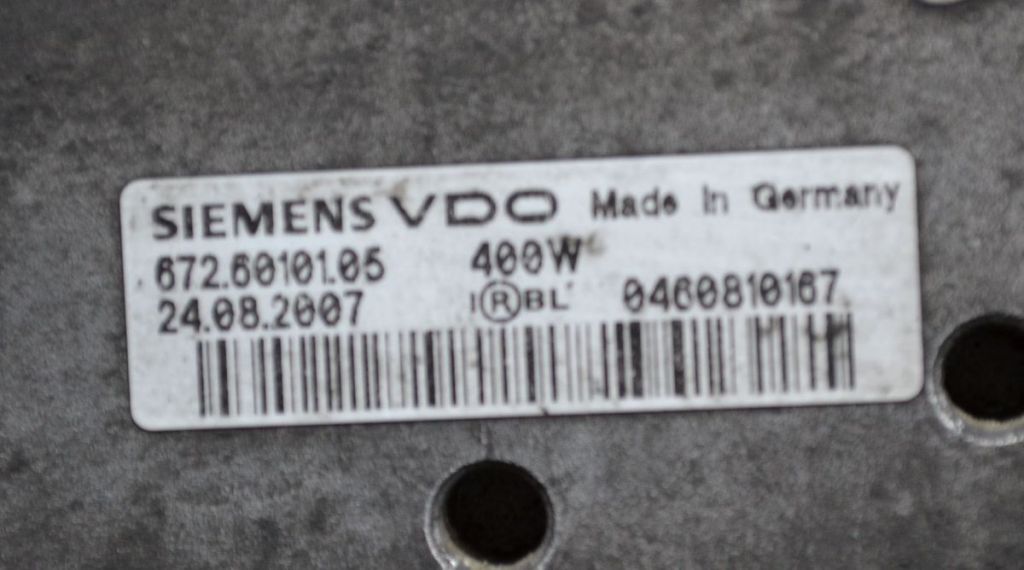 SIEMENS VDO Made In Germany
672.60101.05 400W
24.08.2007 I®BL 0460810167